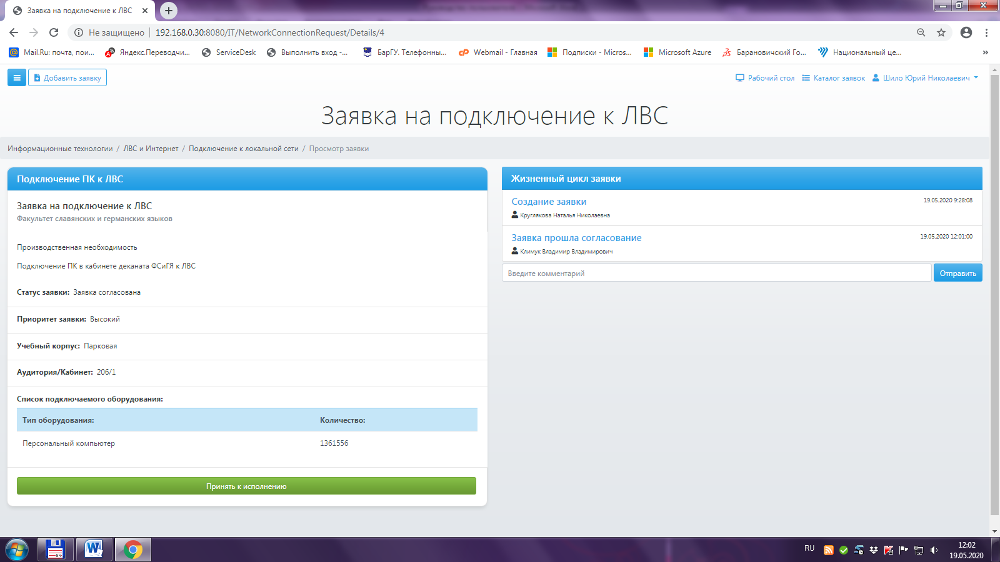 Заявка на подключение к ЛВС
Не защищено
192.168.0.30:8080/IT/NetworkConnectionRequest/Details/4
Mail.Ru: почта, пои...
Яндекс.Переводчи...
ServiceDesk
Выполнить вход -...
БарГУ. Телефонны...
Webmail - Главная
Подписки - Micros...
Microsoft Azure
Барановичский Го...
Национальный це...
»
Добавить заявку
Рабочий стол
Каталог заявок
Шило Юрий Николаевич
Заявка на подключение к ЛВС
Информационные технологии / ЛВС и Интернет / Подключение к локальной сети / Просмотр заявки
Подключение ПК к ЛВС
Заявка на подключение к ЛВС
Факультет славянских и германских языков
Производственная необходимость
Подключение ПК в кабинете деканата ФСиГЯ к ЛВС
Статус заявки: Заявка согласована
Приоритет заявки: Высокий
Учебный корпус: Парковая
Аудитория/Кабинет: 206/1
Список подключаемого оборудования:
Тип оборудования: Количество:
Персональный компьютер 1361556
Принять к исполнению
Жизненный цикл заявки
Создание заявки 19.05.2020 9:28:08
Круглякова Наталья Николаевна
Заявка прошла согласование 19.05.2020 12:01:00
Климук Владимир Владимирович
Введите комментарий
Отправить
64
RU
12:02
19.05.2020